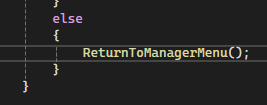 }
else
{
ReturnToManagerMenu();
}
}